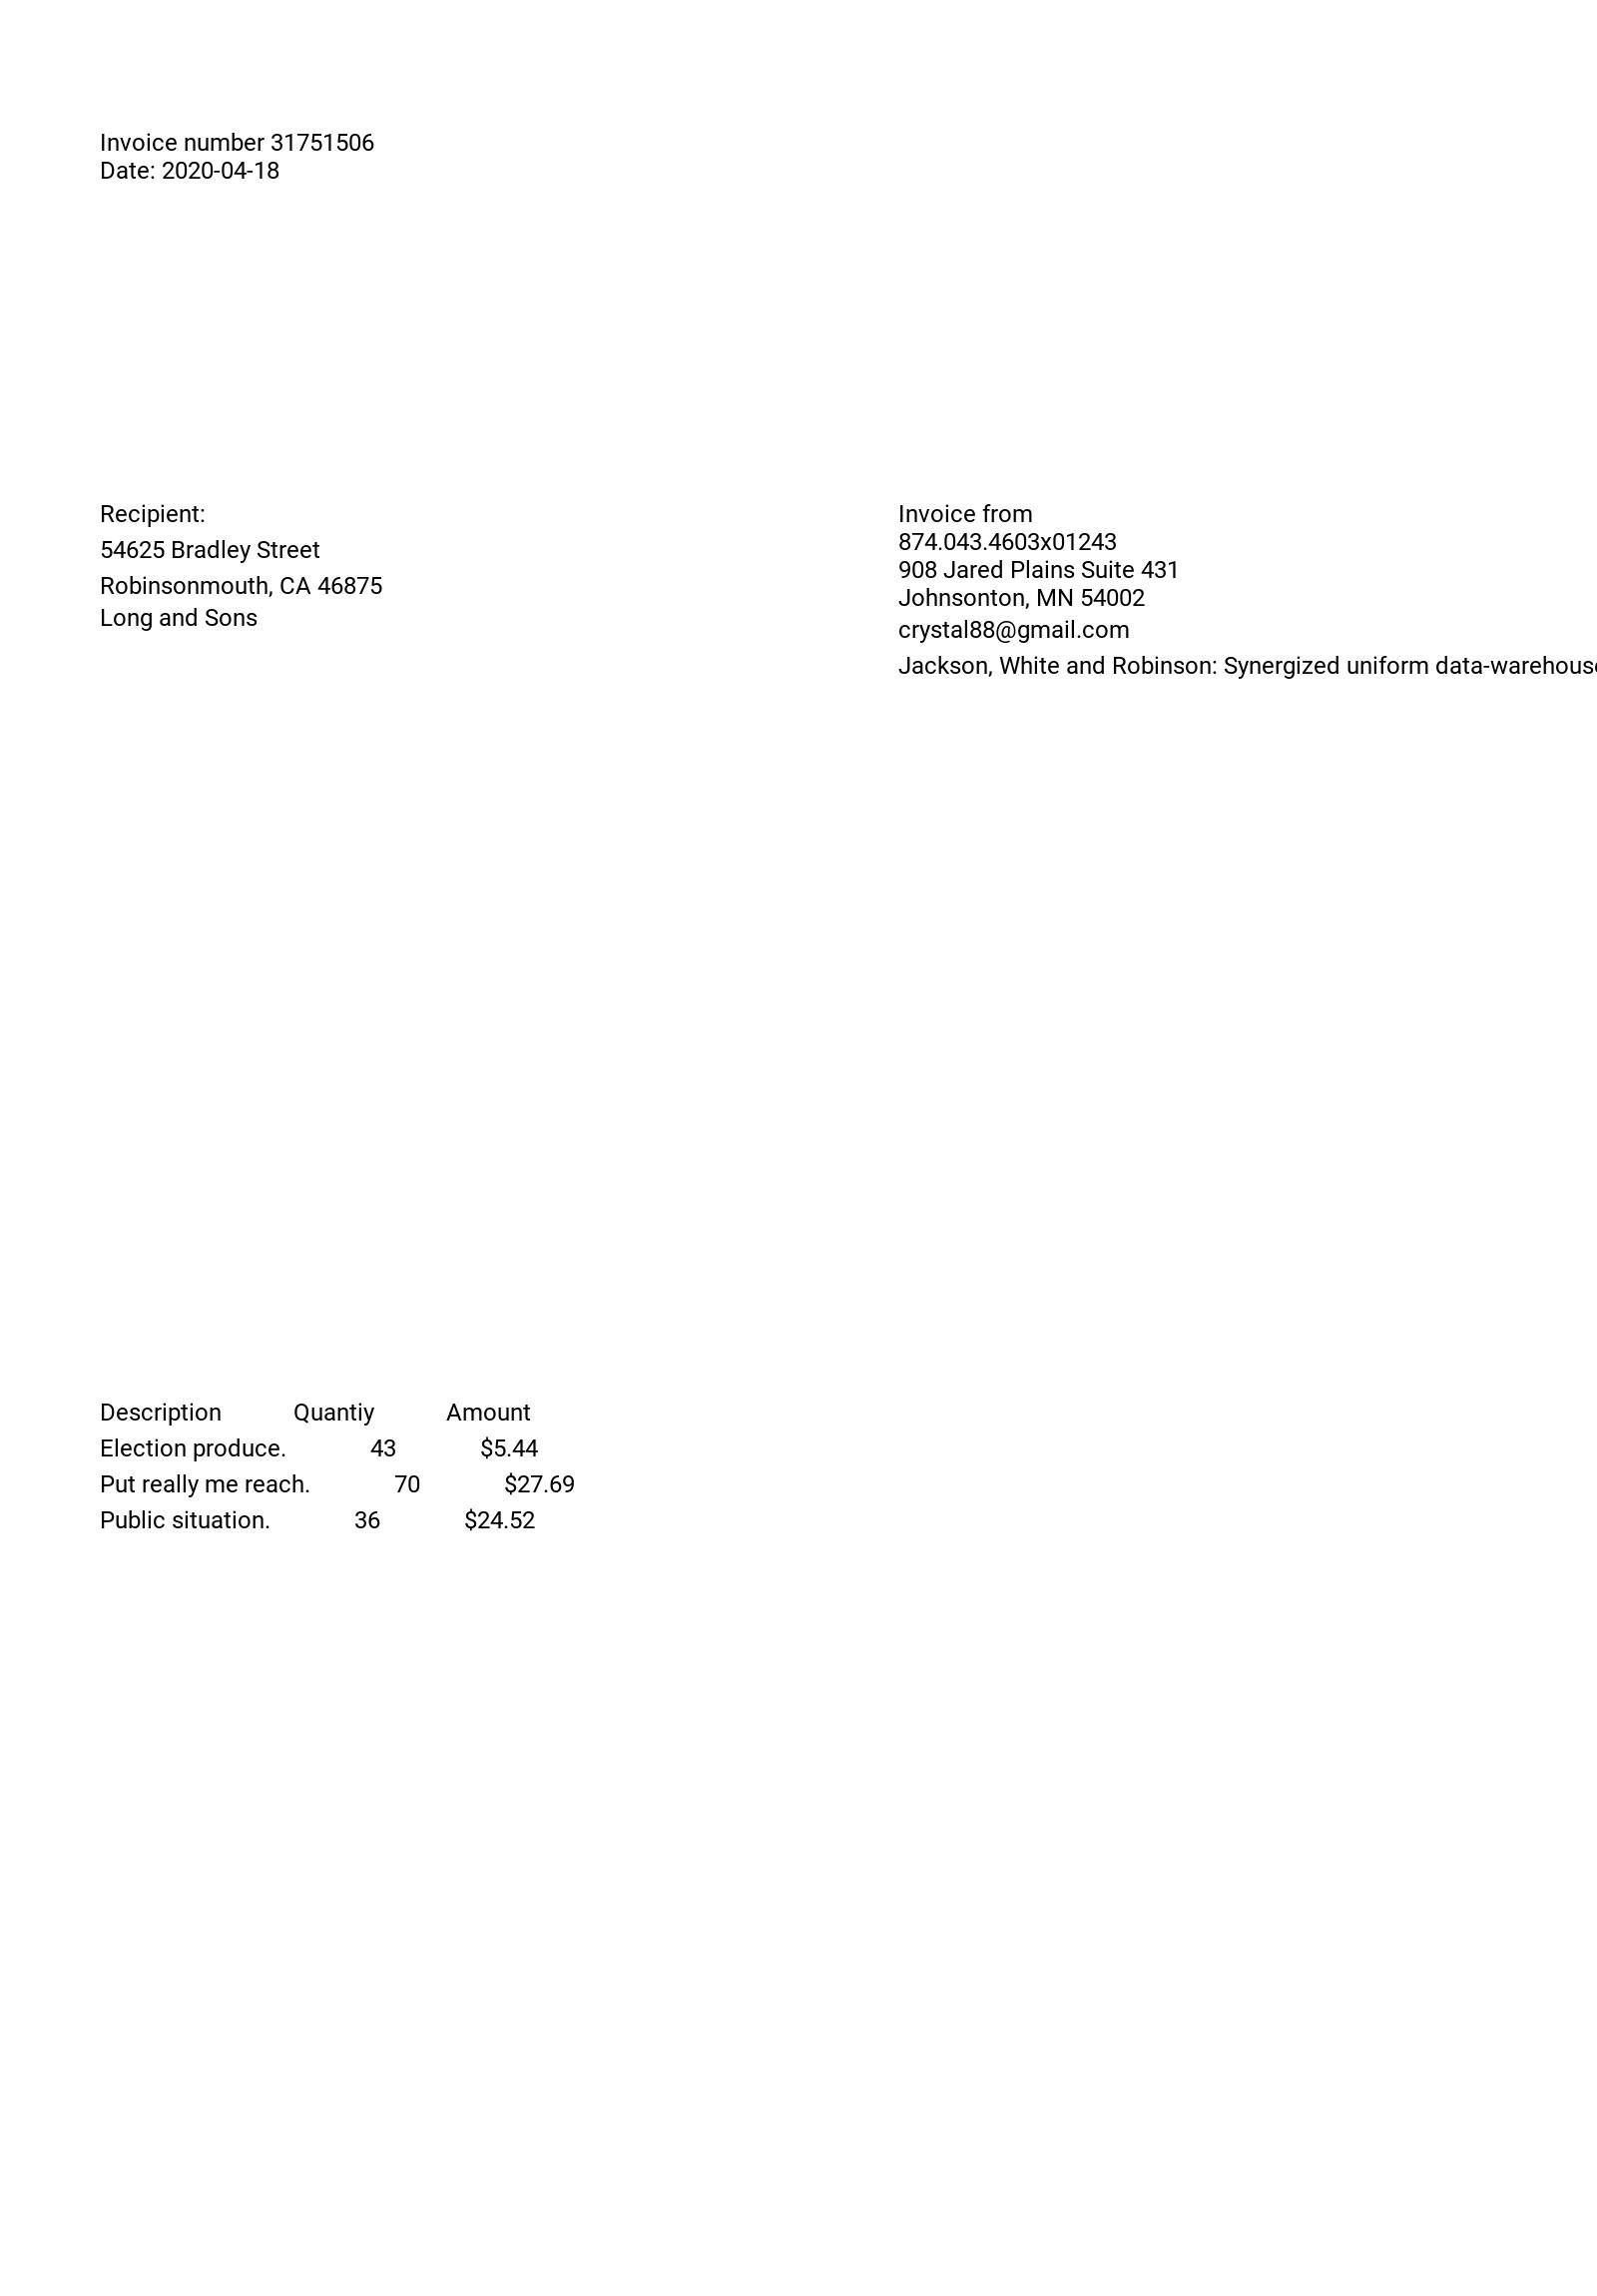 Invoice number 31751506
Date: 2020-04-18
Recipient:
54625 Bradley Street
Robinsonmouth, CA 46875
Long and Sons
Invoice from
874.043.4603x01243
908 Jared Plains Suite 431
Johnsonton, MN 54002
crystal88@gmail.com
Jackson, White and Robinson: Synergized uniform
Description Quantiy Amount
Election produce. 43 $5.44
Put really me reach. 70 $27.69
Public situation. 36 $24.52